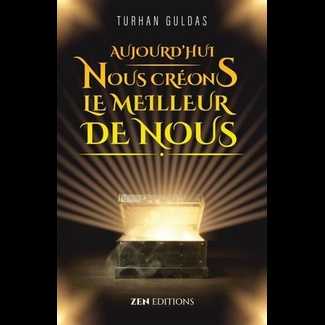 TURHAN GULDAS
AUJOURD'HUI
NOUS CRÉONS
LE MEILLEUR
DE NOUS
ZEN EDITIONS